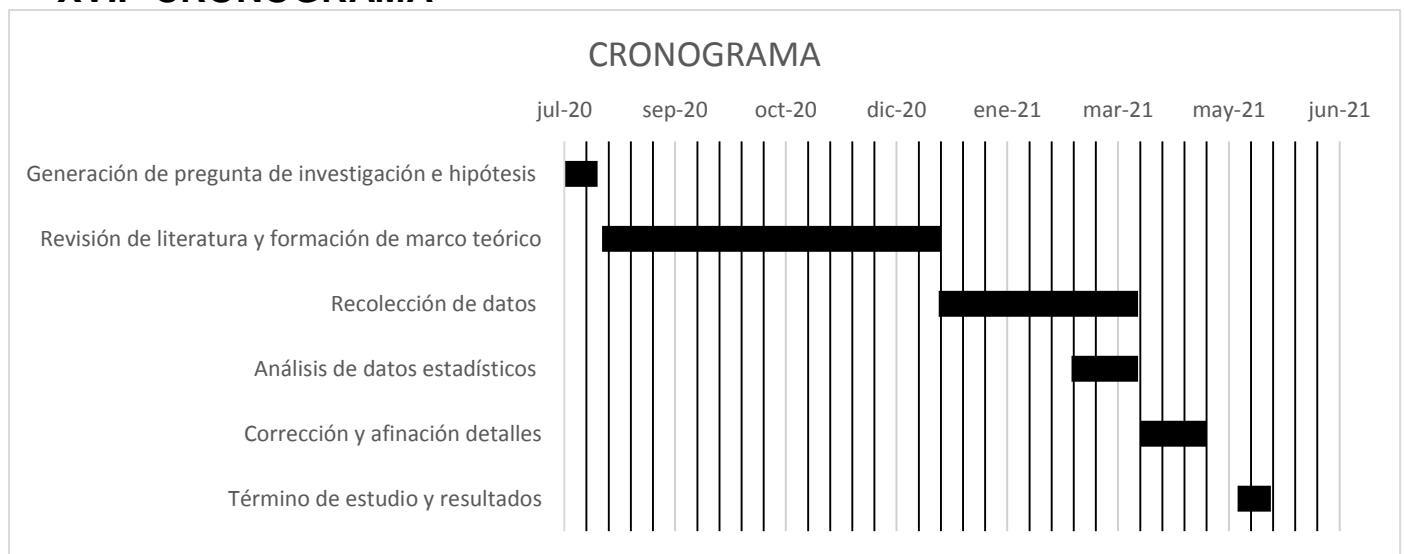 XVII- CRONOGRAMA
CRONOGRAMA
jul-20 sep-20 oct-20 dic-20 ene-21 mar-21 may-21 jun-21
Generación de pregunta de investigación e hipótesis
Revisión de literatura y formación de marco teórico
Recolección de datos
Análisis de datos estadísticos
Corrección y afinación detalles
Término de estudio y resultados